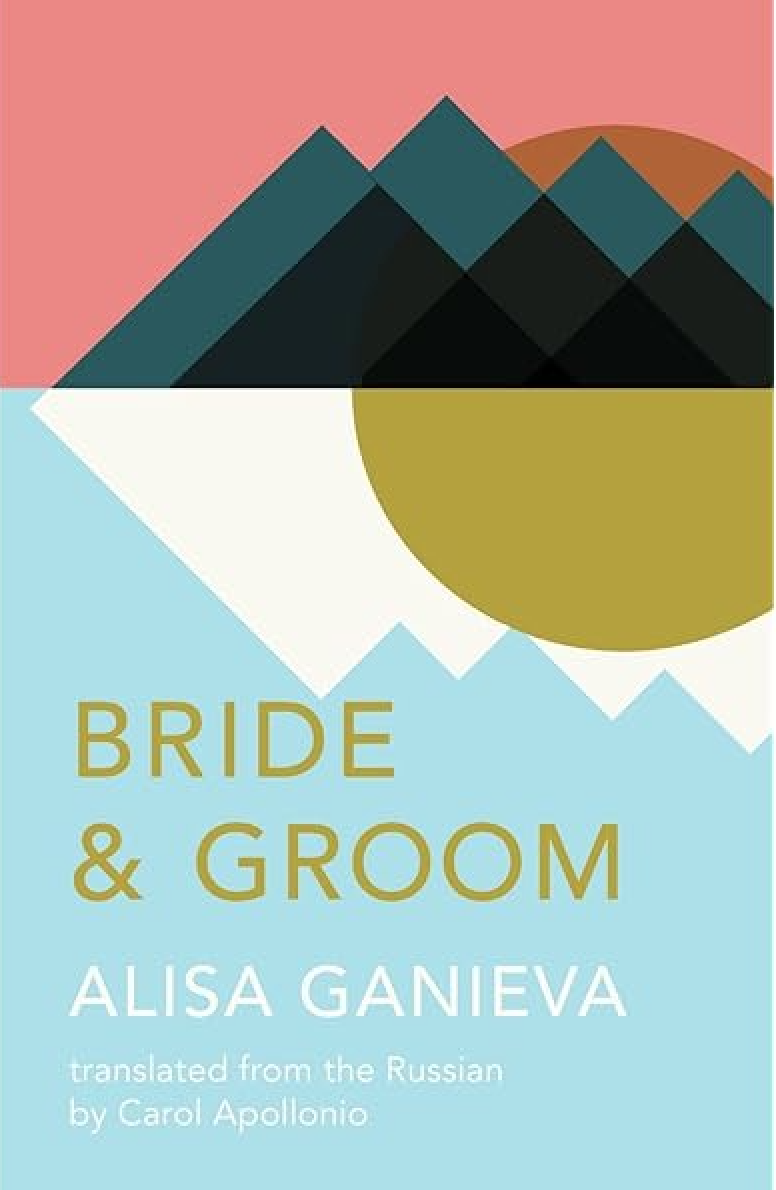 BRIDE
& GROOM
ALISA GANIEVA
translated from the Russian
by Carol Apollonio